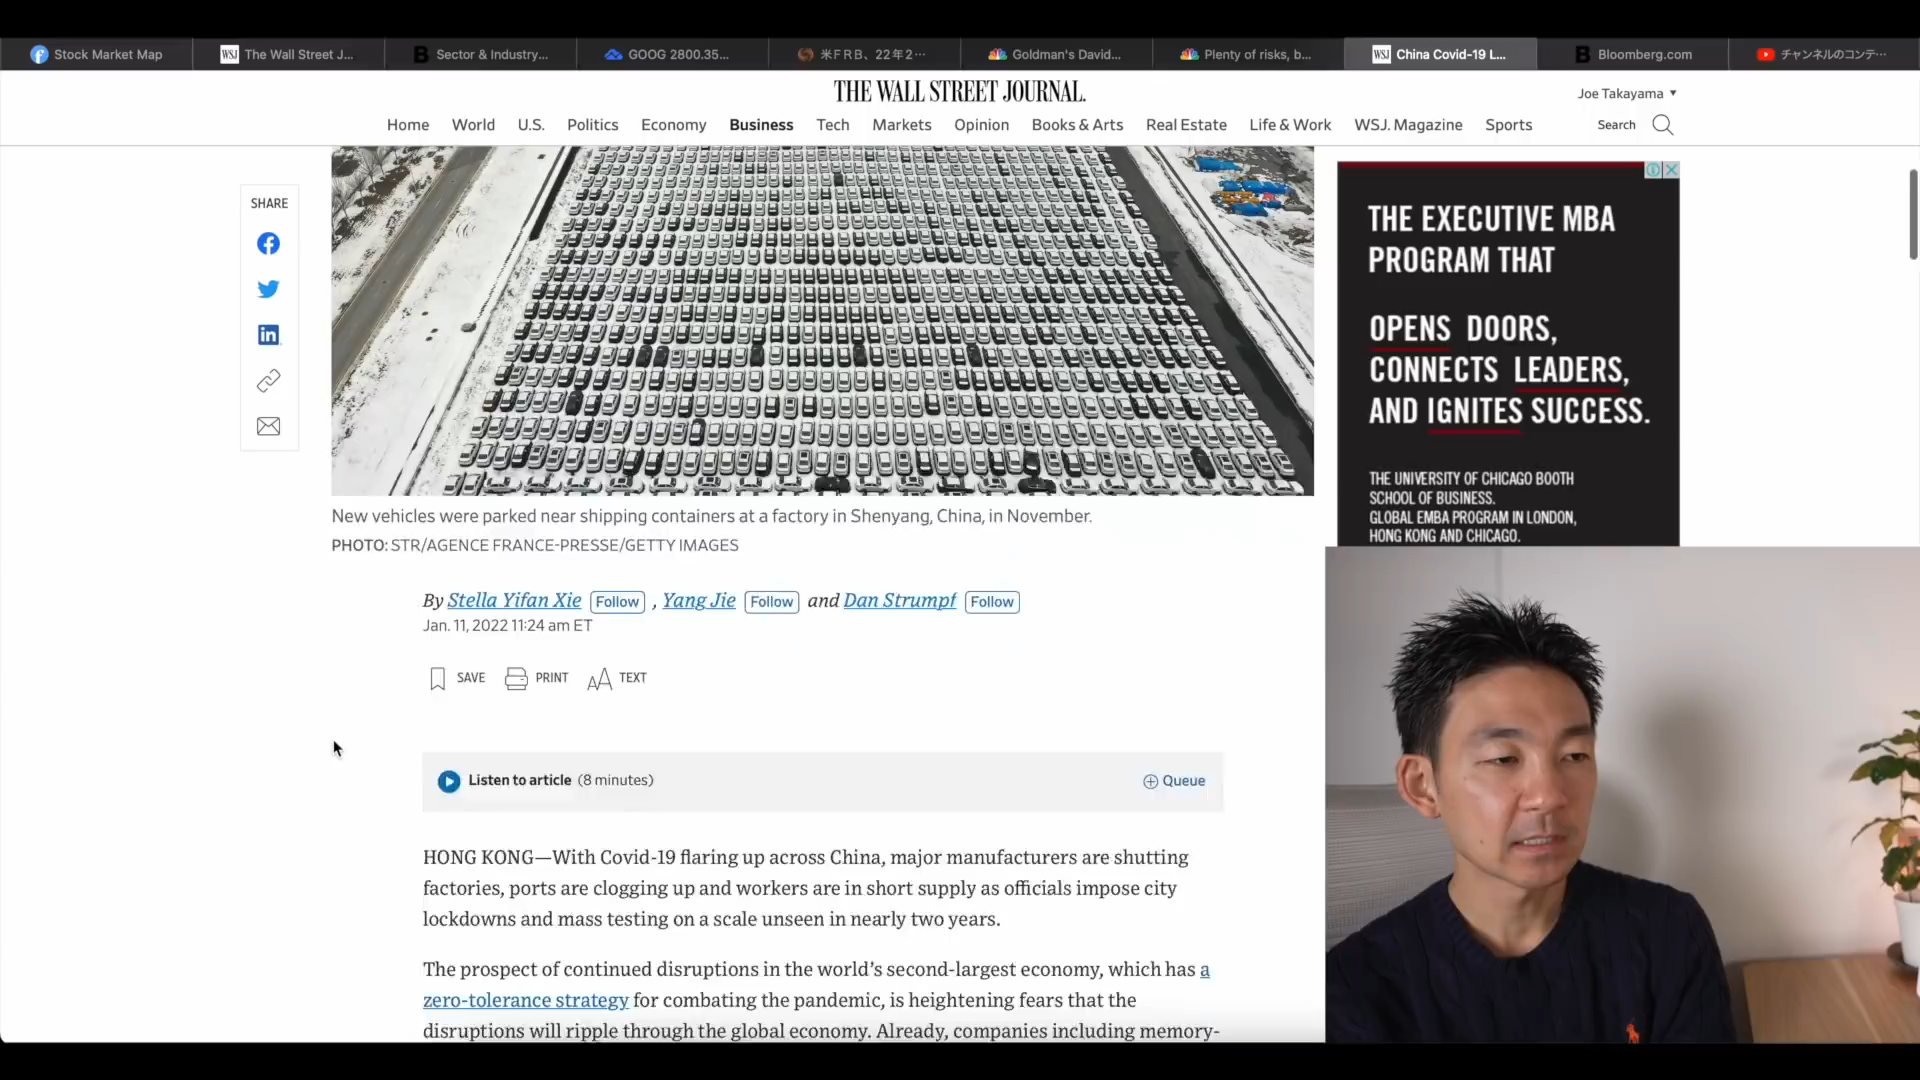 Stock Market Map
WSJ The Wall Street J...
B Sector & Industry...
GOOG 2800.35...
米ＦＲＢ、22年2…
Goldman's David...
Plenty of risks, b...
WSJ China Covid-19 L...
B Bloomberg.com
チャンネルのコンテ…
THE WALL STREET JOURNAL.
Joe Takayama
Home World U.S. Politics Economy Business Tech Markets Opinion Books & Arts Real Estate Life & Work WSJ. Magazine Sports Search
SHARE
THE EXECUTIVE MBA
PROGRAM THAT
OPENS DOORS,
CONNECTS LEADERS,
AND IGNITES SUCCESS.
THE UNIVERSITY OF CHICAGO BOOTH
SCHOOL OF BUSINESS.
GLOBAL EMBA PROGRAM IN LONDON,
HONG KONG AND CHICAGO.
New vehicles were parked near shipping containers at a factory in Shenyang, China, in November.
PHOTO: STR/AGENCE FRANCE-PRESSE/GETTY IMAGES
By Stella Yifan Xie Follow , Yang Jie Follow and Dan Strumpf Follow
Jan. 11, 2022 11:24 am ET
SAVE PRINT AA TEXT
Listen to article (8 minutes) Queue
HONG KONG—With Covid-19 flaring up across China, major manufacturers are shutting
factories, ports are clogging up and workers are in short supply as officials impose city
lockdowns and mass testing on a scale unseen in nearly two years.
The prospect of continued disruptions in the world’s second-largest economy, which has a
zero-tolerance strategy for combating the pandemic, is heightening fears that the
disruptions will ripple through the global economy. Already, companies including memory-